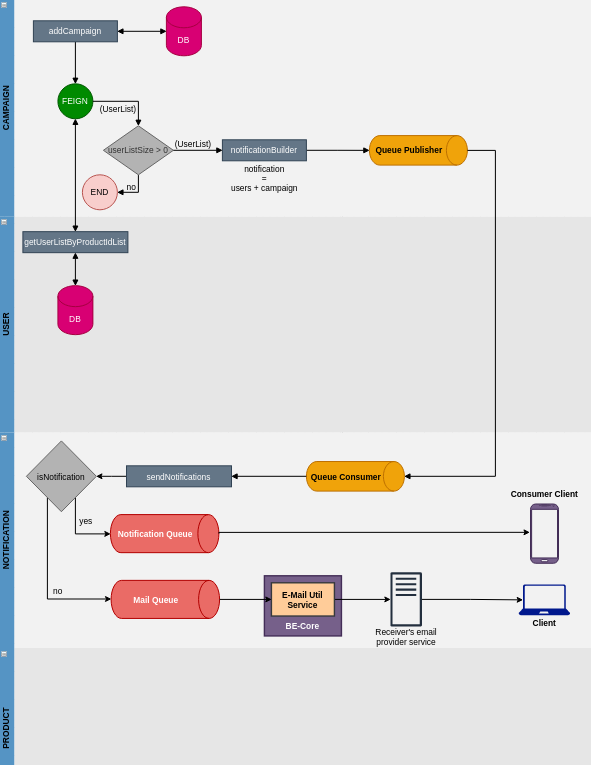 CAMPAIGN
addCampaign
DB
FEIGN
(UserList)
userListSize > 0
(UserList)
notificationBuilder
Queue Publisher
notification
=
users + campaign
no
END
USER
getUserListByProductIdList
DB
NOTIFICATION
isNotification
sendNotifications
Queue Consumer
Consumer Client
yes
Notification Queue
no
Mail Queue
E-Mail Util
Service
BE-Core
Receiver's email
provider service
Client
PRODUCT